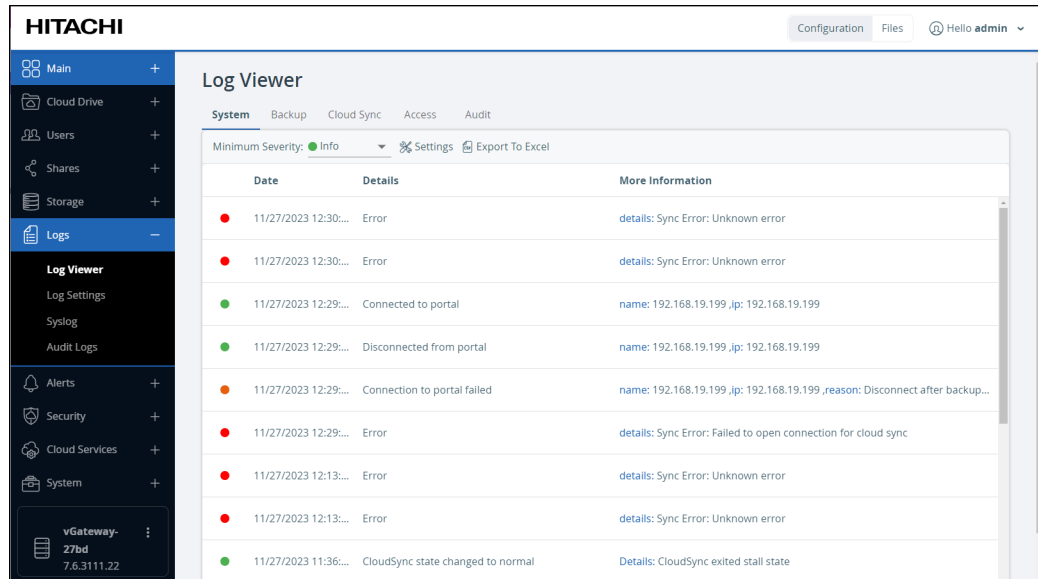 HITACHI
Configuration Files Hello admin
Main
Cloud Drive
Users
Shares
Storage
Logs
Log Viewer
Log Settings
Syslog
Audit Logs
Alerts
Security
Cloud Services
System
vGateway-
27bd
7.6.3111.22
Log Viewer
System Backup Cloud Sync Access Audit
Minimum Severity: Info Settings Export To Excel
Date Details More Information
11/27/2023 12:30:... Error details: Sync Error: Unknown error
11/27/2023 12:30:... Error details: Sync Error: Unknown error
11/27/2023 12:29:... Connected to portal name: 192.168.19.199 ,ip: 192.168.19.199
11/27/2023 12:29:... Disconnected from portal name: 192.168.19.199 ,ip: 192.168.19.199
11/27/2023 12:29:... Connection to portal failed name: 192.168.19.199 ,ip: 192.168.19.199 ,reason: Disconnect after backup...
11/27/2023 12:29:... Error details: Sync Error: Failed to open connection for cloud sync
11/27/2023 12:13:... Error details: Sync Error: Unknown error
11/27/2023 12:13:... Error details: Sync Error: Unknown error
11/27/2023 11:36:... CloudSync state changed to normal Details: CloudSync exited stall state